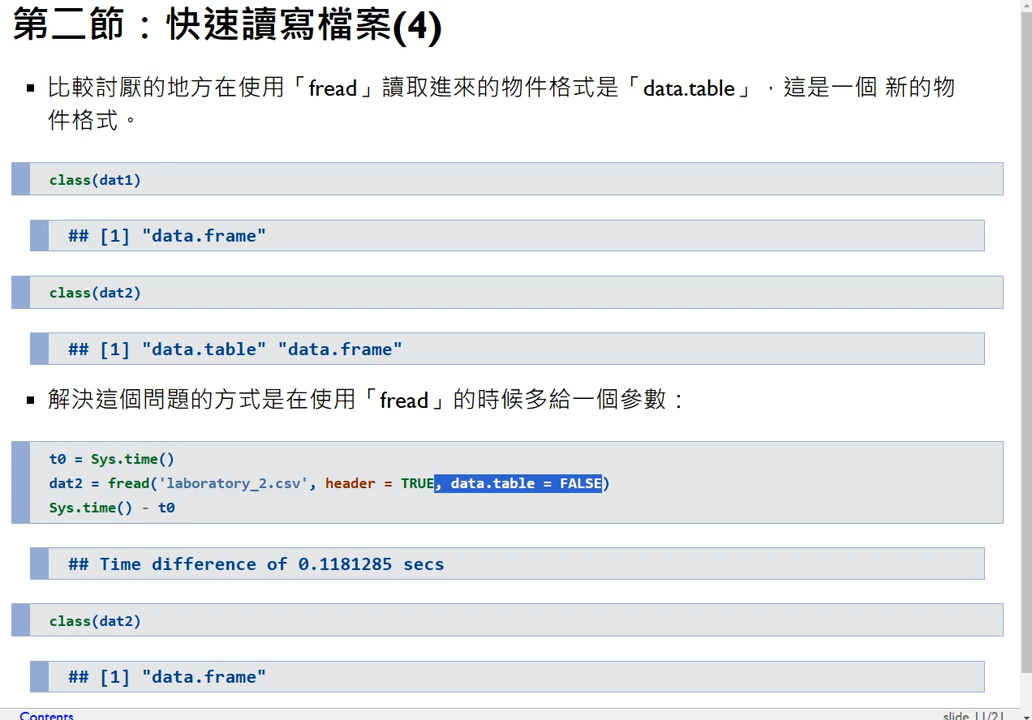 第二節：快速讀寫檔案(4)
比較討厭的地方在使用「fread」讀取進來的物件格式是「data.table」，這是一個 新的物
件格式。
class(dat1)
## [1] "data.frame"
class(dat2)
## [1] "data.table" "data.frame"
解決這個問題的方式是在使用「fread」的時候多給一個參數：
t0 = Sys.time()
dat2 = fread('laboratory_2.csv', header = TRUE, data.table = FALSE)
Sys.time() - t0
## Time difference of 0.1181285 secs
class(dat2)
## [1] "data.frame"
Contents
slide 11/21